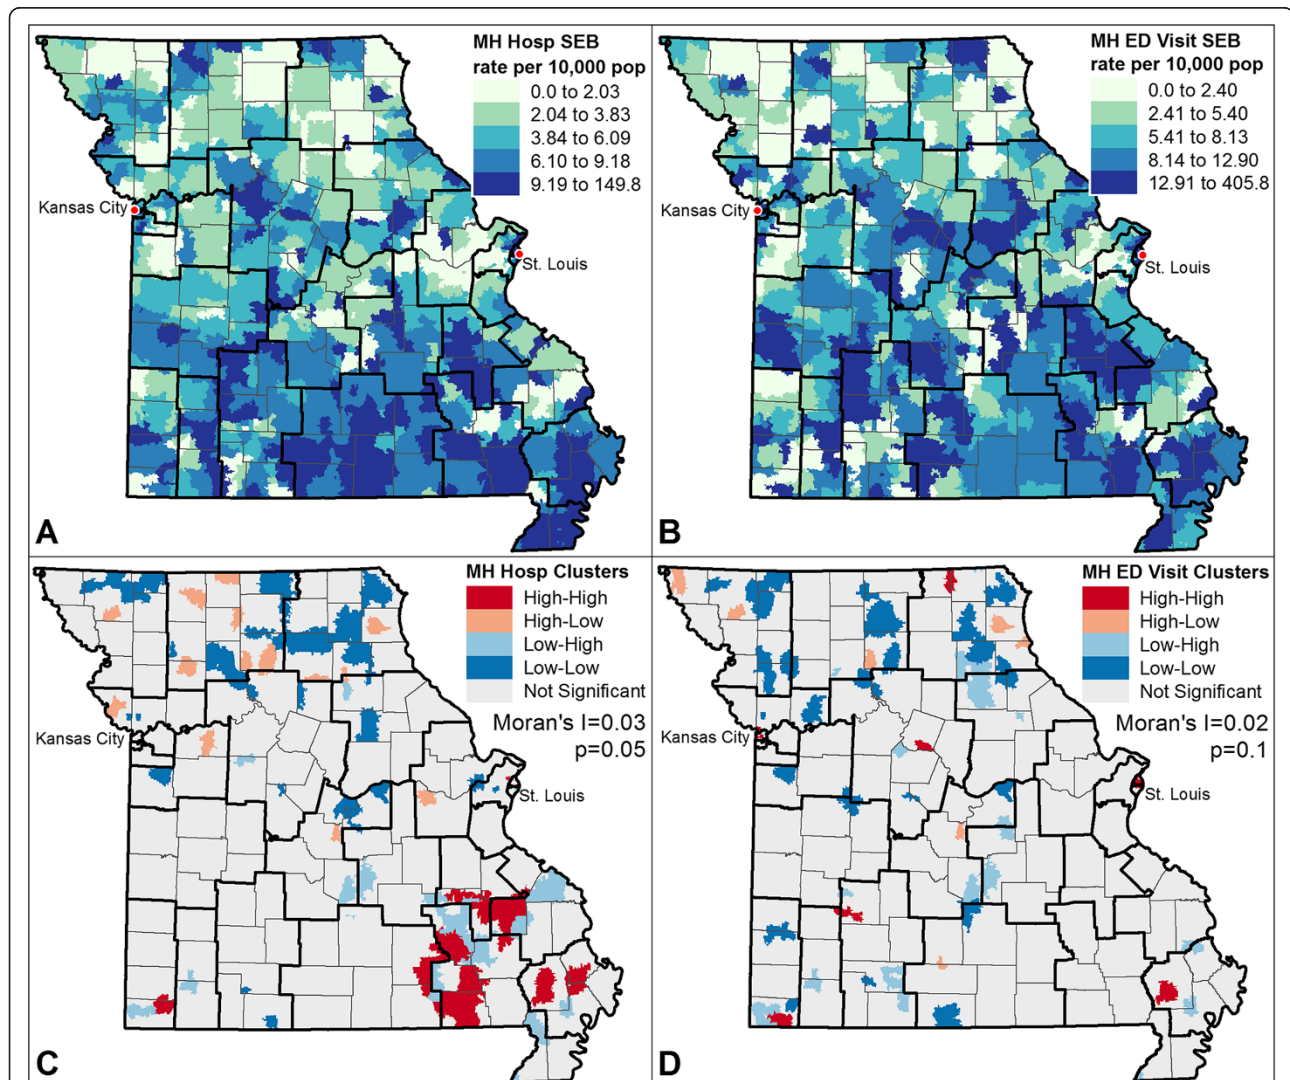 MH Hosp SEB
rate per 10,000 pop
0.0 to 2.03
2.04 to 3.83
3.84 to 6.09
6.10 to 9.18
9.19 to 149.8
Kansas City
St. Louis
A
MH ED Visit SEB
rate per 10,000 pop
0.0 to 2.40
2.41 to 5.40
5.41 to 8.13
8.14 to 12.90
12.91 to 405.8
Kansas City
St. Louis
B
MH Hosp Clusters
High-High
High-Low
Low-High
Low-Low
Not Significant
Moran's I=0.03
p=0.05
Kansas City
St. Louis
C
MH ED Visit Clusters
High-High
High-Low
Low-High
Low-Low
Not Significant
Moran's I=0.02
p=0.1
Kansas City
St. Louis
D